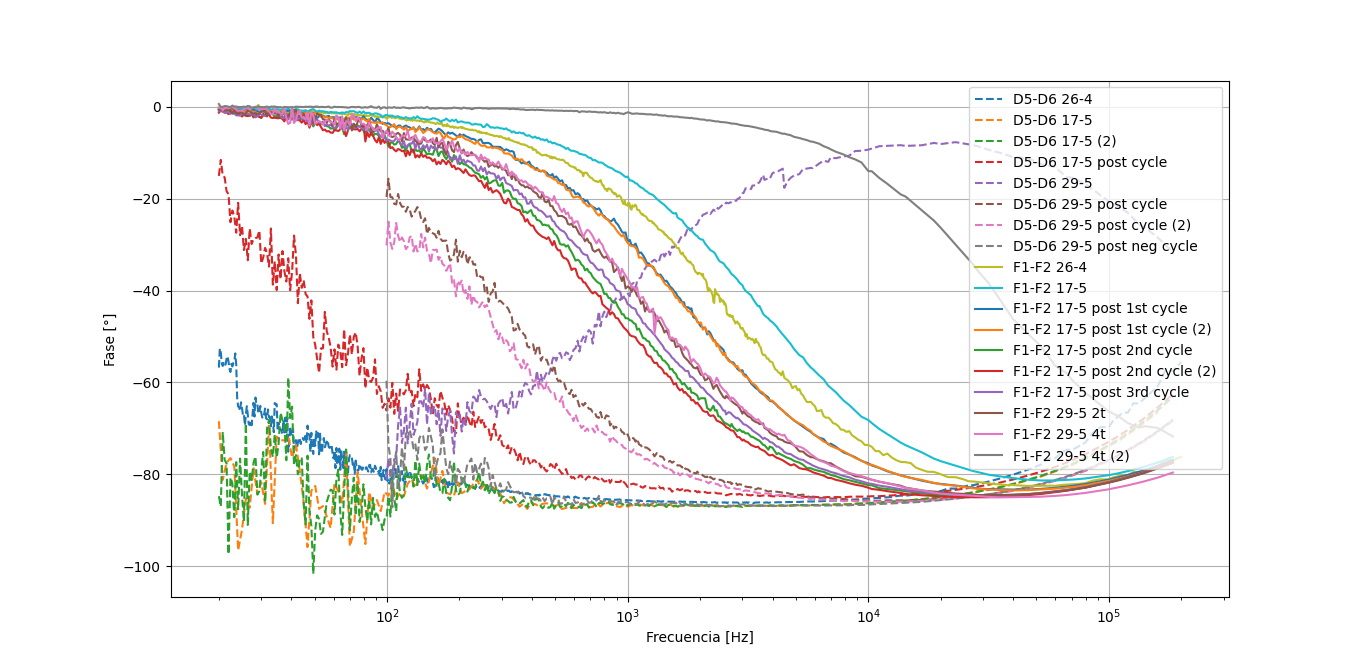 0
−20
−40
−60
−80
−100
Fase [°]
10²
10³
10⁴
10⁵
Frecuencia [Hz]
D5-D6 26-4
D5-D6 17-5
D5-D6 17-5 (2)
D5-D6 17-5 post cycle
D5-D6 29-5
D5-D6 29-5 post cycle
D5-D6 29-5 post cycle (2)
D5-D6 29-5 post neg cycle
F1-F2 26-4
F1-F2 17-5
F1-F2 17-5 post 1st cycle
F1-F2 17-5 post 1st cycle (2)
F1-F2 17-5 post 2nd cycle
F1-F2 17-5 post 2nd cycle (2)
F1-F2 17-5 post 3rd cycle
F1-F2 29-5 2t
F1-F2 29-5 4t
F1-F2 29-5 4t (2)